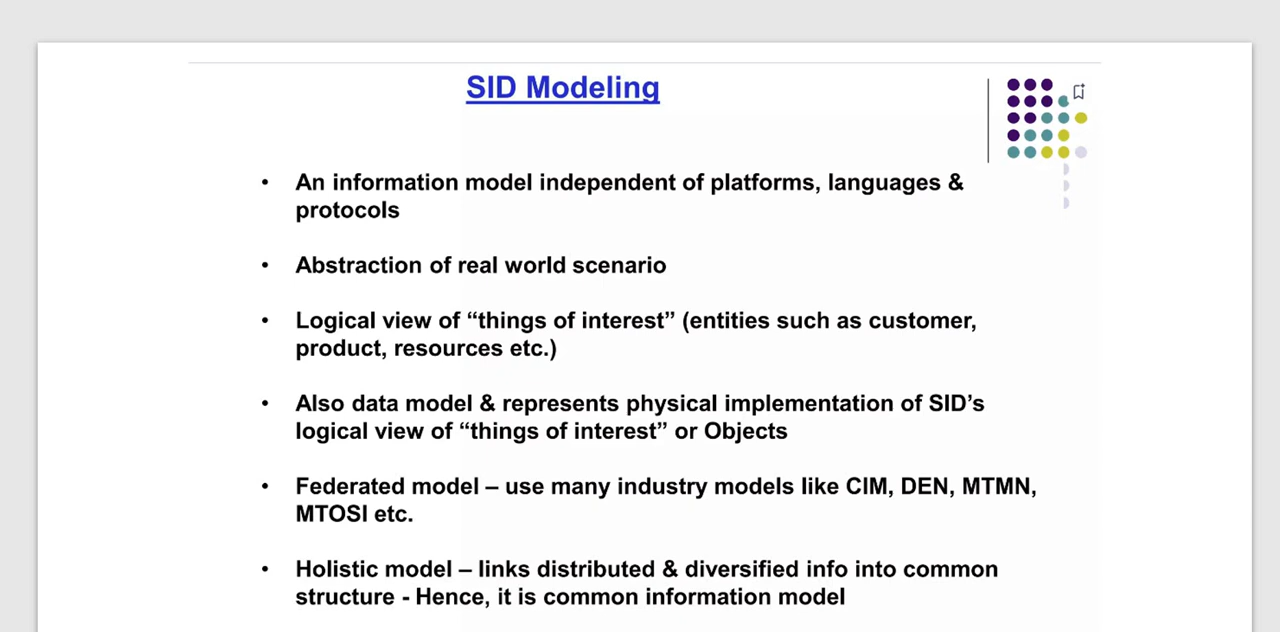 SID Modeling
• An information model independent of platforms, languages &
protocols
• Abstraction of real world scenario
• Logical view of “things of interest” (entities such as customer,
product, resources etc.)
• Also data model & represents physical implementation of SID’s
logical view of “things of interest” or Objects
• Federated model – use many industry models like CIM, DEN, MTMN,
MTOSI etc.
• Holistic model – links distributed & diversified info into common
structure - Hence, it is common information model